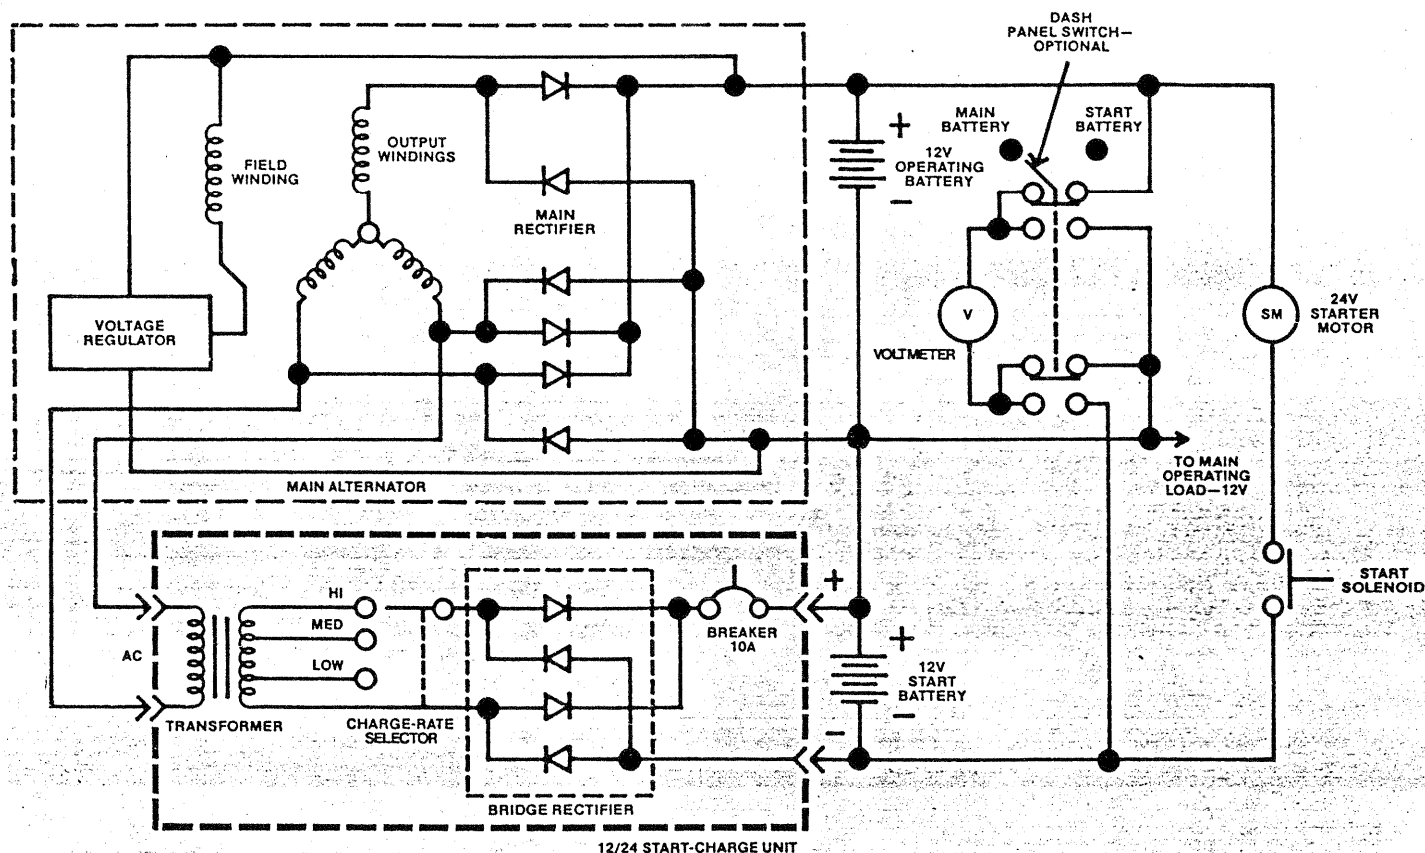 DASH
PANEL SWITCH—
OPTIONAL
MAIN
BATTERY
START
BATTERY
+
12V
OPERATING
BATTERY
−
OUTPUT
WINDINGS
FIELD
WINDING
MAIN
RECTIFIER
VOLTAGE
REGULATOR
V
VOLTMETER
SM
24V
STARTER
MOTOR
MAIN ALTERNATOR
TO MAIN
OPERATING
LOAD—12V
START
SOLENOID
HI
MED
LOW
AC
TRANSFORMER
CHARGE-RATE
SELECTOR
BREAKER
10A
+
+
12V
START
BATTERY
−
−
BRIDGE RECTIFIER
12/24 START-CHARGE UNIT